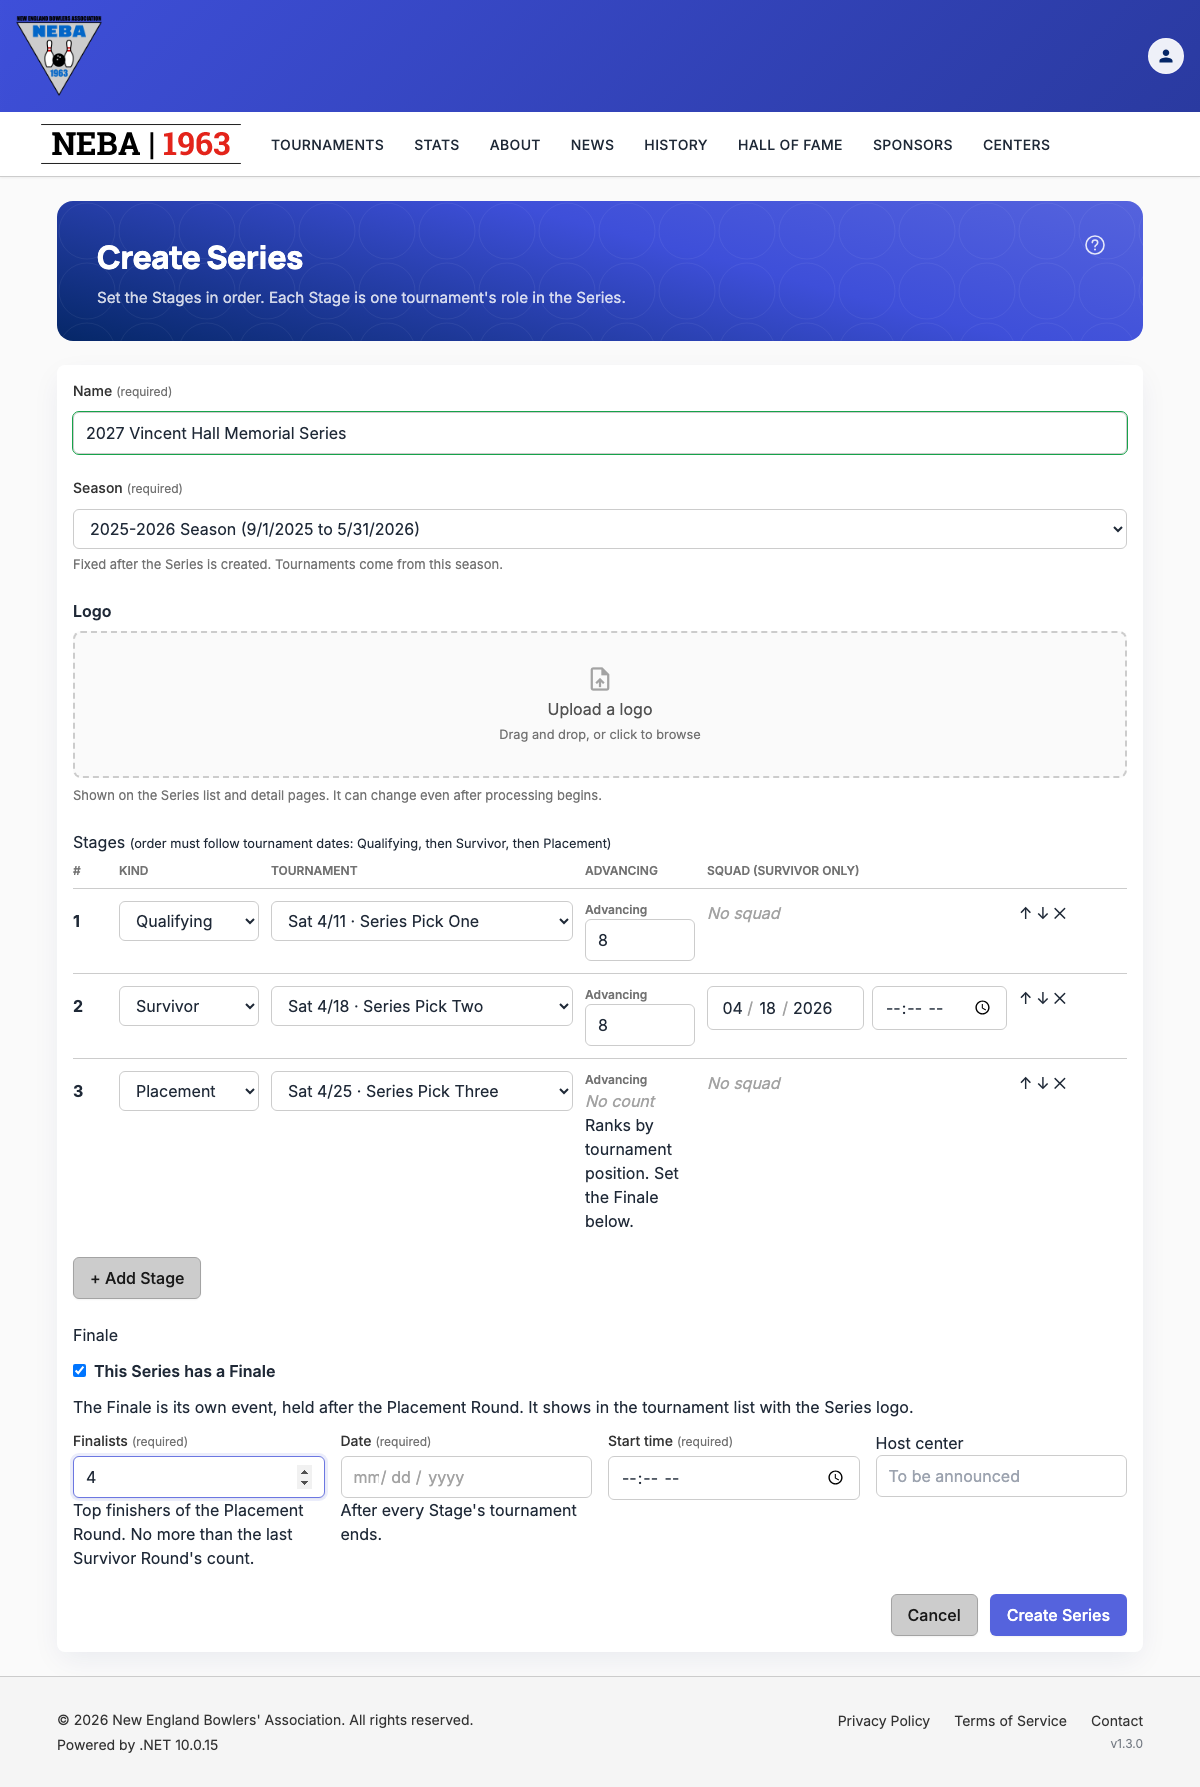 NEW ENGLAND BOWLERS ASSOCIATION
NEBA
1963
NEBA | 1963
TOURNAMENTS
STATS
ABOUT
NEWS
HISTORY
HALL OF FAME
SPONSORS
CENTERS
Create Series
Set the Stages in order. Each Stage is one tournament's role in the Series.
?
Name (required)
2027 Vincent Hall Memorial Series
Season (required)
2025-2026 Season (9/1/2025 to 5/31/2026)
Fixed after the Series is created. Tournaments come from this season.
Logo
Upload a logo
Drag and drop, or click to browse
Shown on the Series list and detail pages. It can change even after processing begins.
Stages (order must follow tournament dates: Qualifying, then Survivor, then Placement)
# KIND TOURNAMENT ADVANCING SQUAD (SURVIVOR ONLY)
1 Qualifying Sat 4/11 · Series Pick One Advancing 8 No squad ↑ ↓ ×
2 Survivor Sat 4/18 · Series Pick Two Advancing 8 04 / 18 / 2026 --:-- -- ↑ ↓ ×
3 Placement Sat 4/25 · Series Pick Three Advancing No squad ↑ ↓ ×
No count
Ranks by
tournament
position. Set
the Finale
below.
+ Add Stage
Finale
This Series has a Finale
The Finale is its own event, held after the Placement Round. It shows in the tournament list with the Series logo.
Finalists (required)
4
Top finishers of the Placement
Round. No more than the last
Survivor Round's count.
Date (required)
mm/ dd / yyyy
After every Stage's tournament
ends.
Start time (required)
--:-- --
Host center
To be announced
Cancel
Create Series
© 2026 New England Bowlers' Association. All rights reserved.
Powered by .NET 10.0.15
Privacy Policy
Terms of Service
Contact
v1.3.0